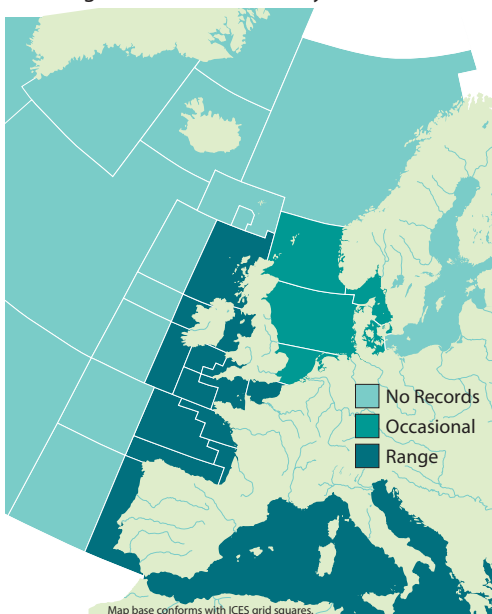 No Records
Occasional
Range
Map base conforms with ICES grid squares.